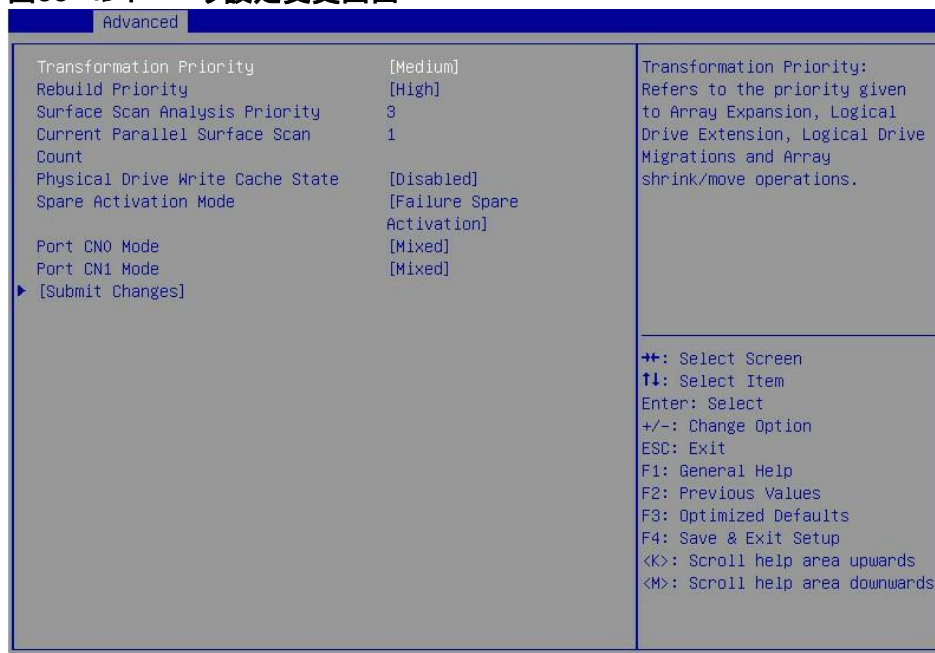 Advanced
Transformation Priority [Medium]
Rebuild Priority [High]
Surface Scan Analysis Priority 3
Current Parallel Surface Scan 1
Count
Physical Drive Write Cache State [Disabled]
Spare Activation Mode [Failure Spare
Activation]
Port CN0 Mode [Mixed]
Port CN1 Mode [Mixed]
[Submit Changes]
Transformation Priority:
Refers to the priority given
to Array Expansion, Logical
Drive Extension, Logical Drive
Migrations and Array
shrink/move operations.
→←: Select Screen
↑↓: Select Item
Enter: Select
+/-: Change Option
ESC: Exit
F1: General Help
F2: Previous Values
F3: Optimized Defaults
F4: Save & Exit Setup
<K>: Scroll help area upwards
<M>: Scroll help area downwards